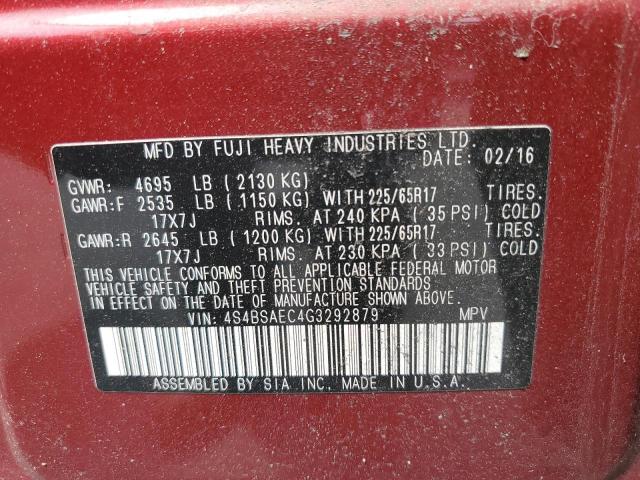 MFD BY FUJI HEAVY INDUSTRIES LTD.
DATE: 02/16
GVWR: 4695 LB (2130 KG)
GAWR:F 2535 LB (1150 KG) WITH 225/65R17 TIRES.
17X7J RIMS. AT 240 KPA (35 PSI) COLD
GAWR:R 2645 LB (1200 KG) WITH 225/65R17 TIRES.
17X7J RIMS. AT 230 KPA (33 PSI) COLD
THIS VEHICLE CONFORMS TO ALL APPLICABLE FEDERAL MOTOR
VEHICLE SAFETY AND THEFT PREVENTION STANDARDS
IN EFFECT ON THE DATE OF MANUFACTURE SHOWN ABOVE.
VIN: 4S4BSAEC4G3292879 MPV
ASSEMBLED BY SIA INC. MADE IN U.S.A.